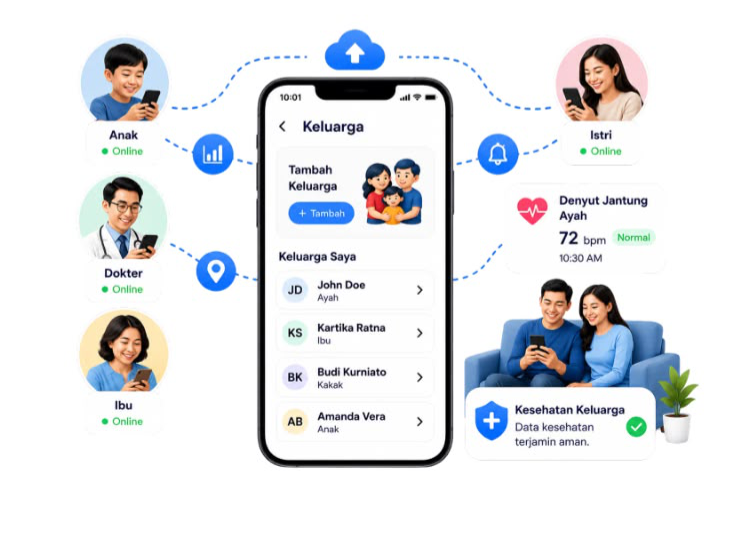 Anak
Online
Dokter
Online
Ibu
Online
10:01
Keluarga
Tambah
Keluarga
+ Tambah
Keluarga Saya
JD
John Doe
Ayah
KS
Kartika Ratna
Ibu
BK
Budi Kurniato
Kakak
AB
Amanda Vera
Anak
Istri
Online
Denyut Jantung
Ayah
72 bpm
Normal
10:30 AM
Kesehatan Keluarga
Data kesehatan
terjamin aman.